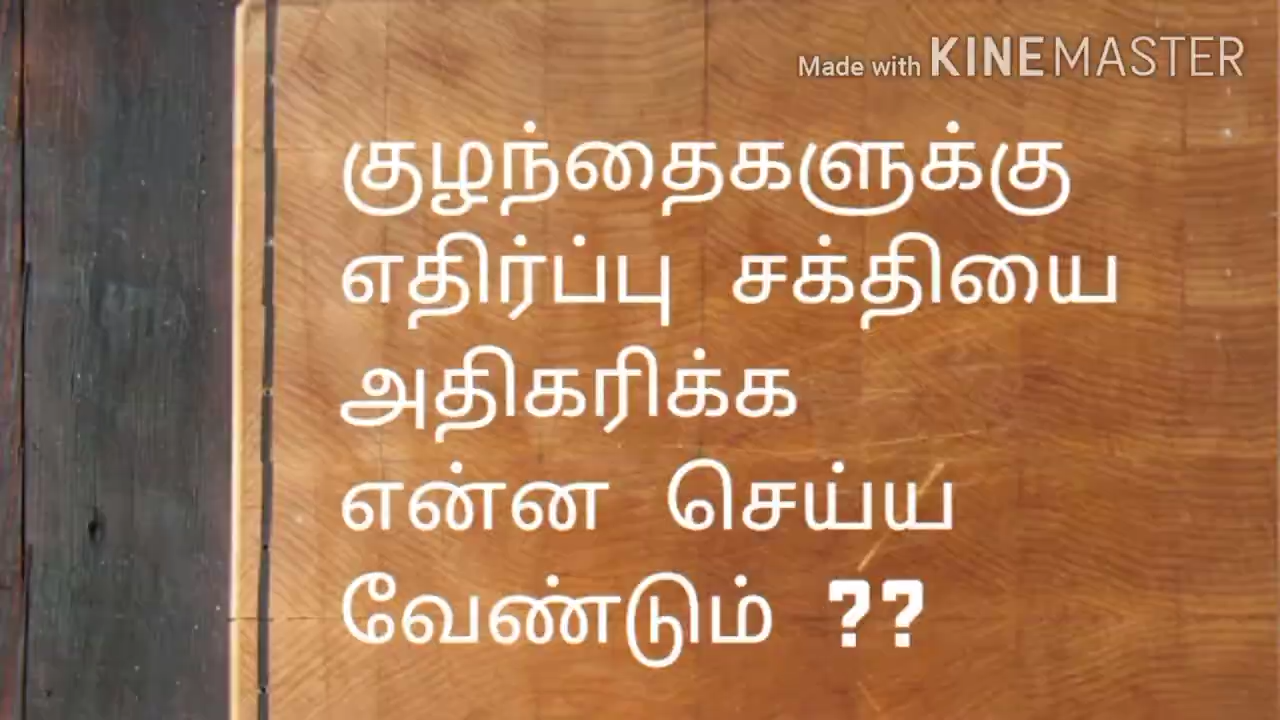 Made with KINEMASTER
குழந்தைகளுக்கு
எதிர்ப்பு சக்தியை
அதிகரிக்க
என்ன செய்ய
வேண்டும் ??